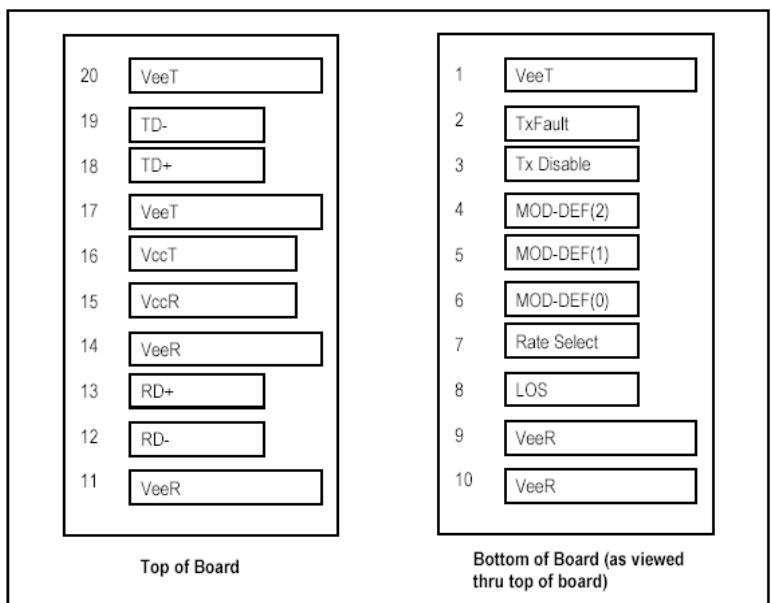 20 VeeT
19 TD-
18 TD+
17 VeeT
16 VccT
15 VccR
14 VeeR
13 RD+
12 RD-
11 VeeR
Top of Board
1 VeeT
2 TxFault
3 Tx Disable
4 MOD-DEF(2)
5 MOD-DEF(1)
6 MOD-DEF(0)
7 Rate Select
8 LOS
9 VeeR
10 VeeR
Bottom of Board (as viewed
thru top of board)